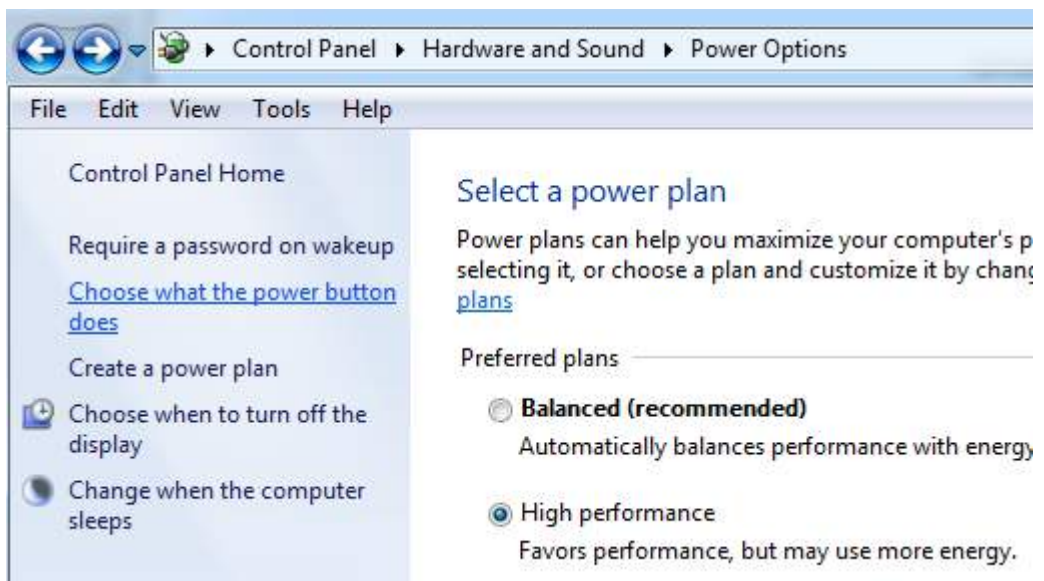 Control Panel Hardware and Sound Power Options
File Edit View Tools Help
Control Panel Home
Require a password on wakeup
Choose what the power button
does
Create a power plan
Choose when to turn off the
display
Change when the computer
sleeps
Select a power plan
Power plans can help you maximize your computer's p
selecting it, or choose a plan and customize it by chang
plans
Preferred plans
Balanced (recommended)
Automatically balances performance with energy
High performance
Favors performance, but may use more energy.